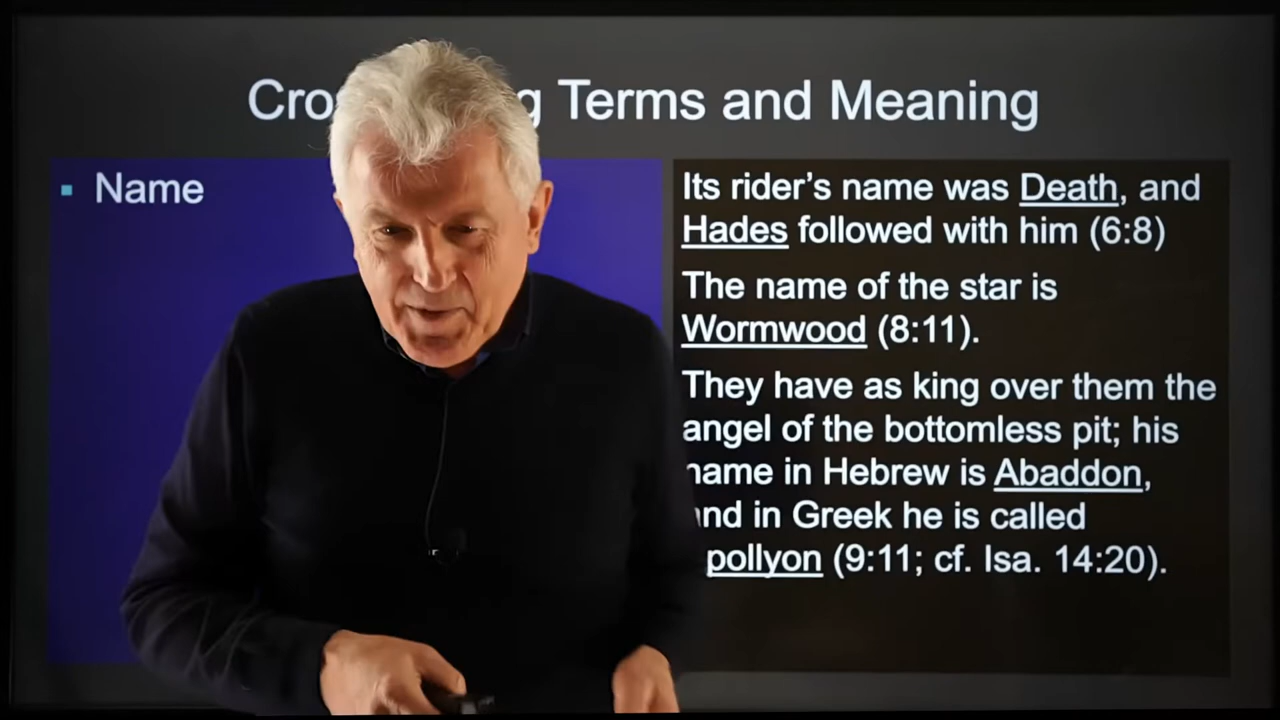 Terms and Meaning
▪ Name
Its rider’s name was Death, and
Hades followed with him (6:8)
The name of the star is
Wormwood (8:11).
They have as king over them the
angel of the bottomless pit; his
name in Hebrew is Abaddon,
and in Greek he is called
pollyon (9:11; cf. Isa. 14:20).